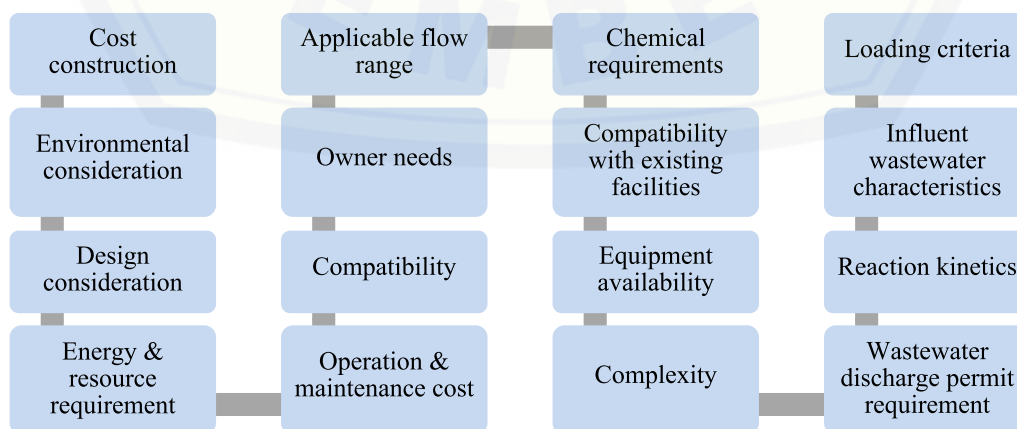 Cost
construction
Environmental
consideration
Design
consideration
Energy &
resource
requirement
Applicable flow
range
Owner needs
Compatibility
Operation &
maintenance cost
Chemical
requirements
Compatibility
with existing
facilities
Equipment
availability
Complexity
Loading criteria
Influent
wastewater
characteristics
Reaction kinetics
Wastewater
discharge permit
requirement